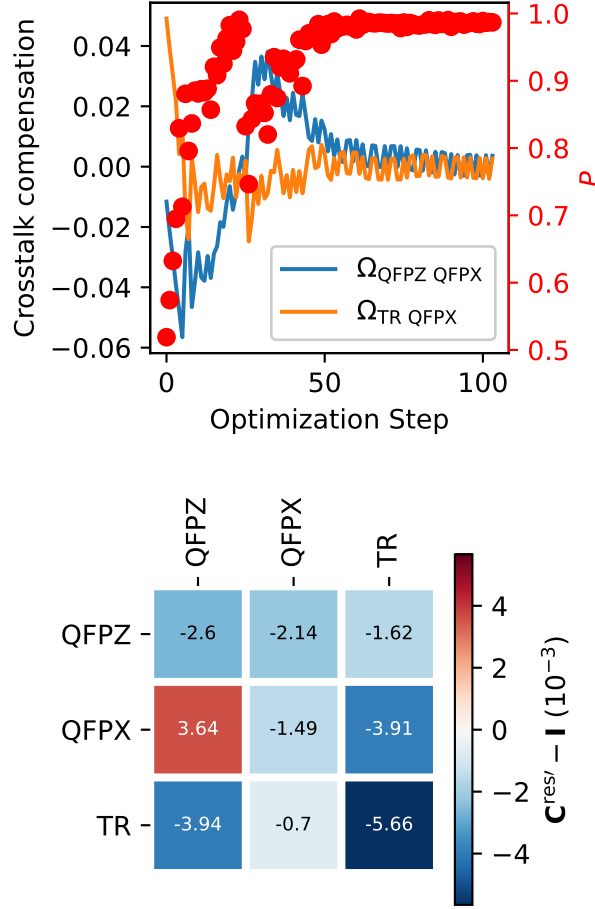 Crosstalk compensation
0.04
0.02
0.00
−0.02
−0.04
−0.06
1.0
0.9
0.8
0.7
0.6
0.5
P
Ω_QFPZ QFPX
Ω_TR QFPX
0 50 100
Optimization Step
QFPZ QFPX TR
QFPZ -2.6 -2.14 -1.62
QFPX 3.64 -1.49 -3.91
TR -3.94 -0.7 -5.66
4
2
0
−2
−4
C^res′ − I (10^−3)